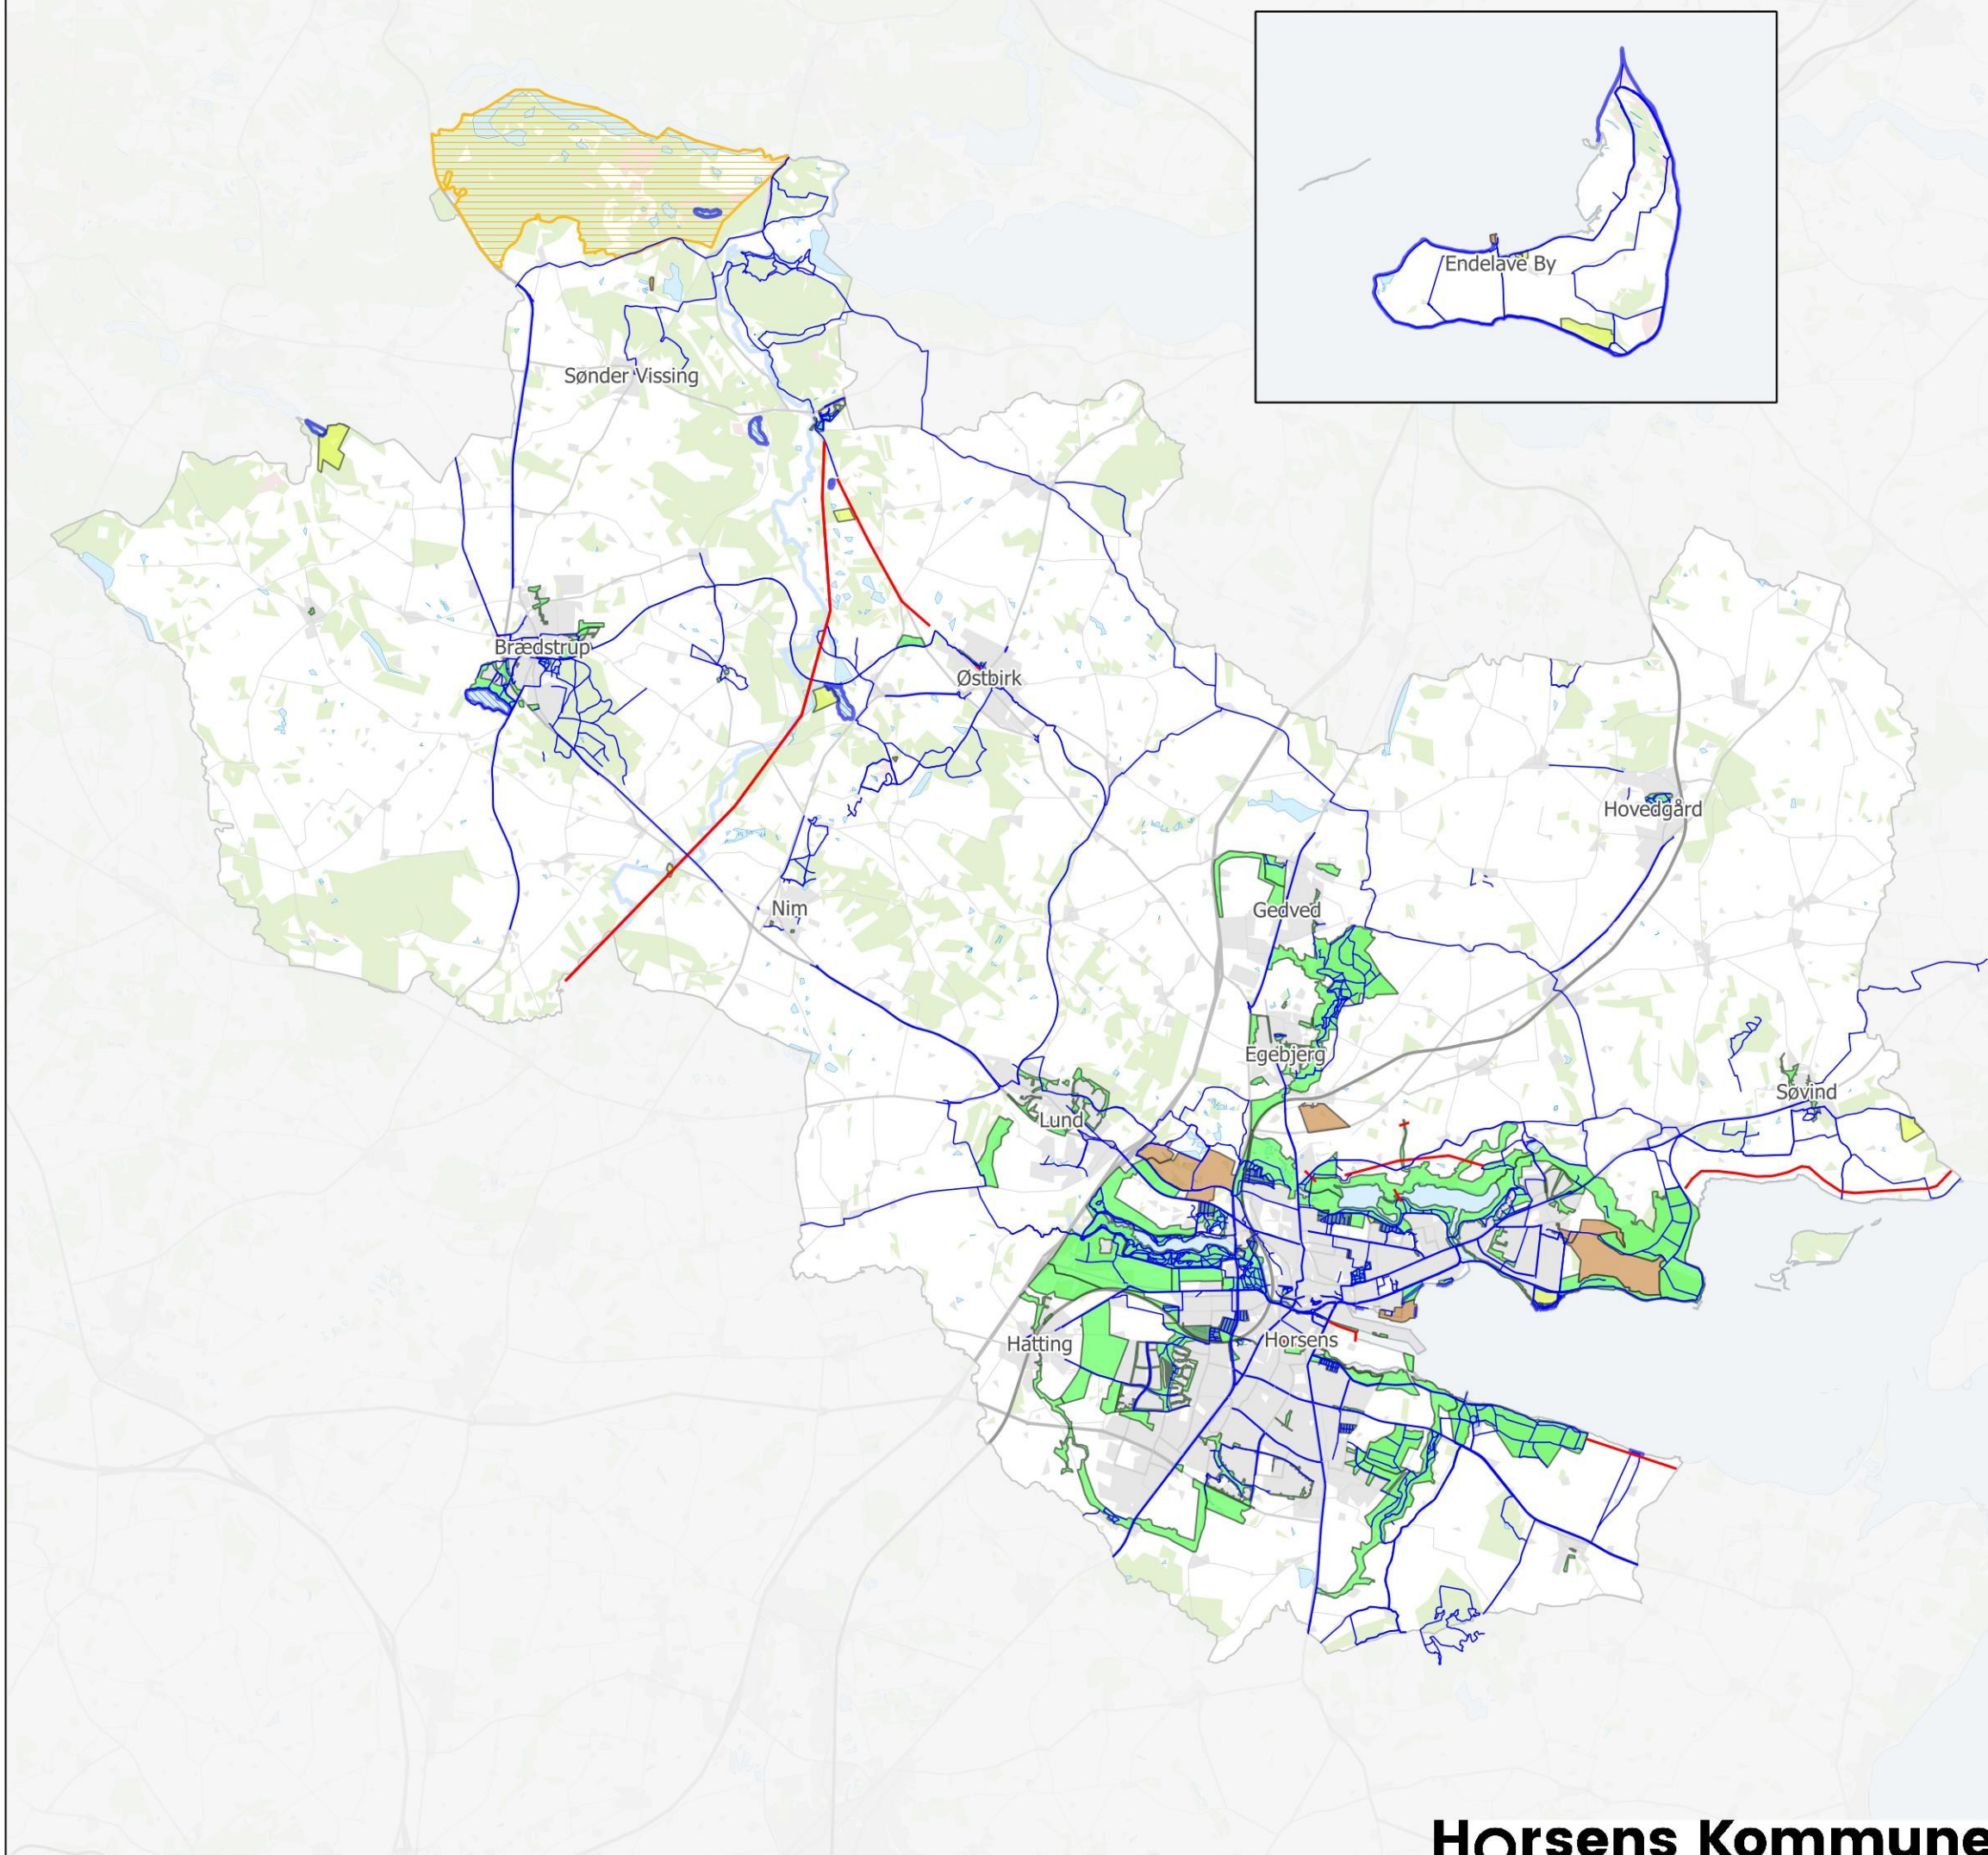 Endelave By
Sønder Vissing
Brædstrup
Østbirk
Hovedgård
Nim
Gedved
Egebjerg
Søvind
Lund
Hatting
Horsens
Horsens Kommune